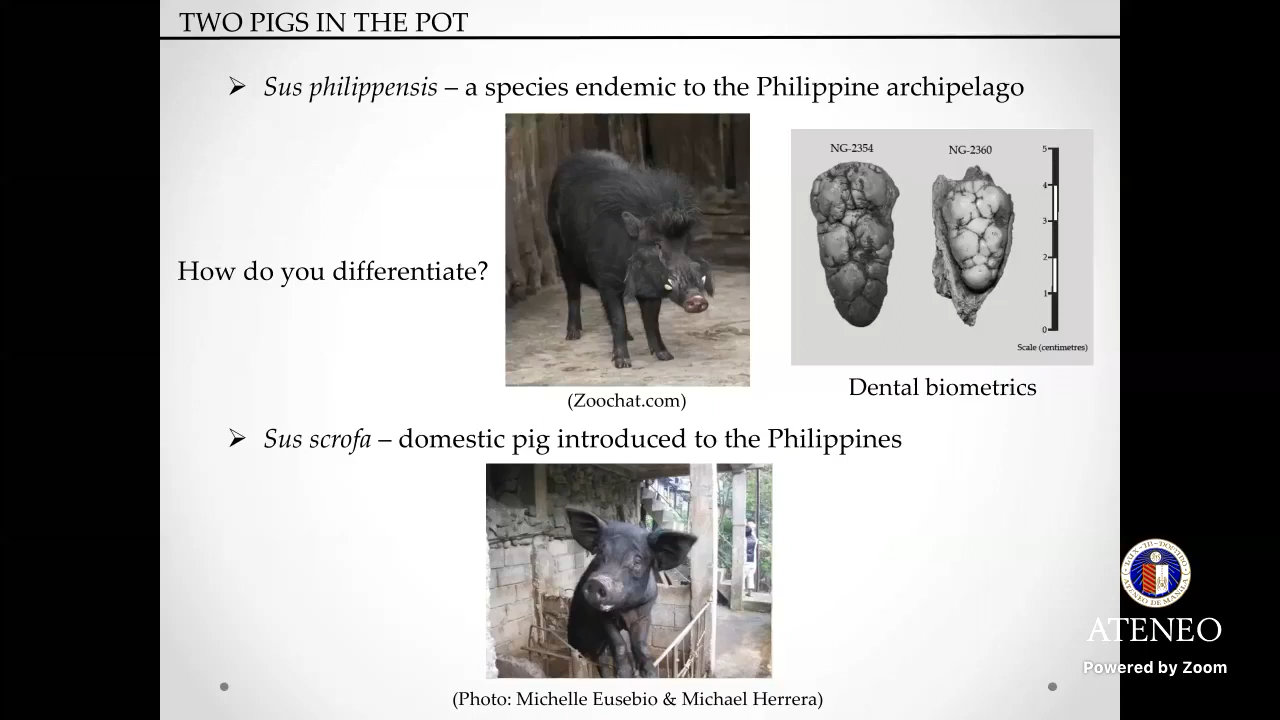 TWO PIGS IN THE POT
➢ Sus philippensis – a species endemic to the Philippine archipelago
NG-2354
NG-2360
5
4
3
2
1
0
Scale (centimetres)
How do you differentiate?
Dental biometrics
(Zoochat.com)
➢ Sus scrofa – domestic pig introduced to the Philippines
(Photo: Michelle Eusebio & Michael Herrera)
ATENEO
Powered by Zoom